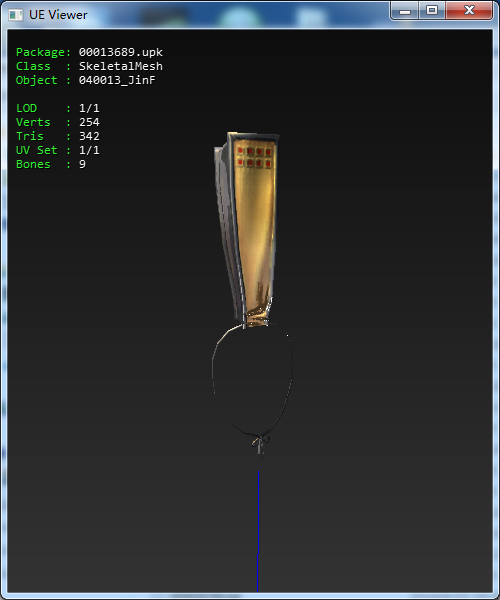 UE Viewer
Package: 00013689.upk
Class : SkeletalMesh
Object : 040013_JinF
LOD : 1/1
Verts : 254
Tris : 342
UV Set : 1/1
Bones : 9